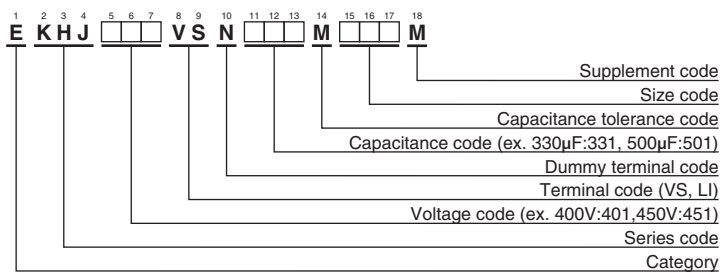 1 2 3 4 5 6 7 8 9 10 11 12 13 14 15 16 17 18
E KHJ VS N M M
Supplement code
Size code
Capacitance tolerance code
Capacitance code (ex. 330μF:331, 500μF:501)
Dummy terminal code
Terminal code (VS, LI)
Voltage code (ex. 400V:401,450V:451)
Series code
Category